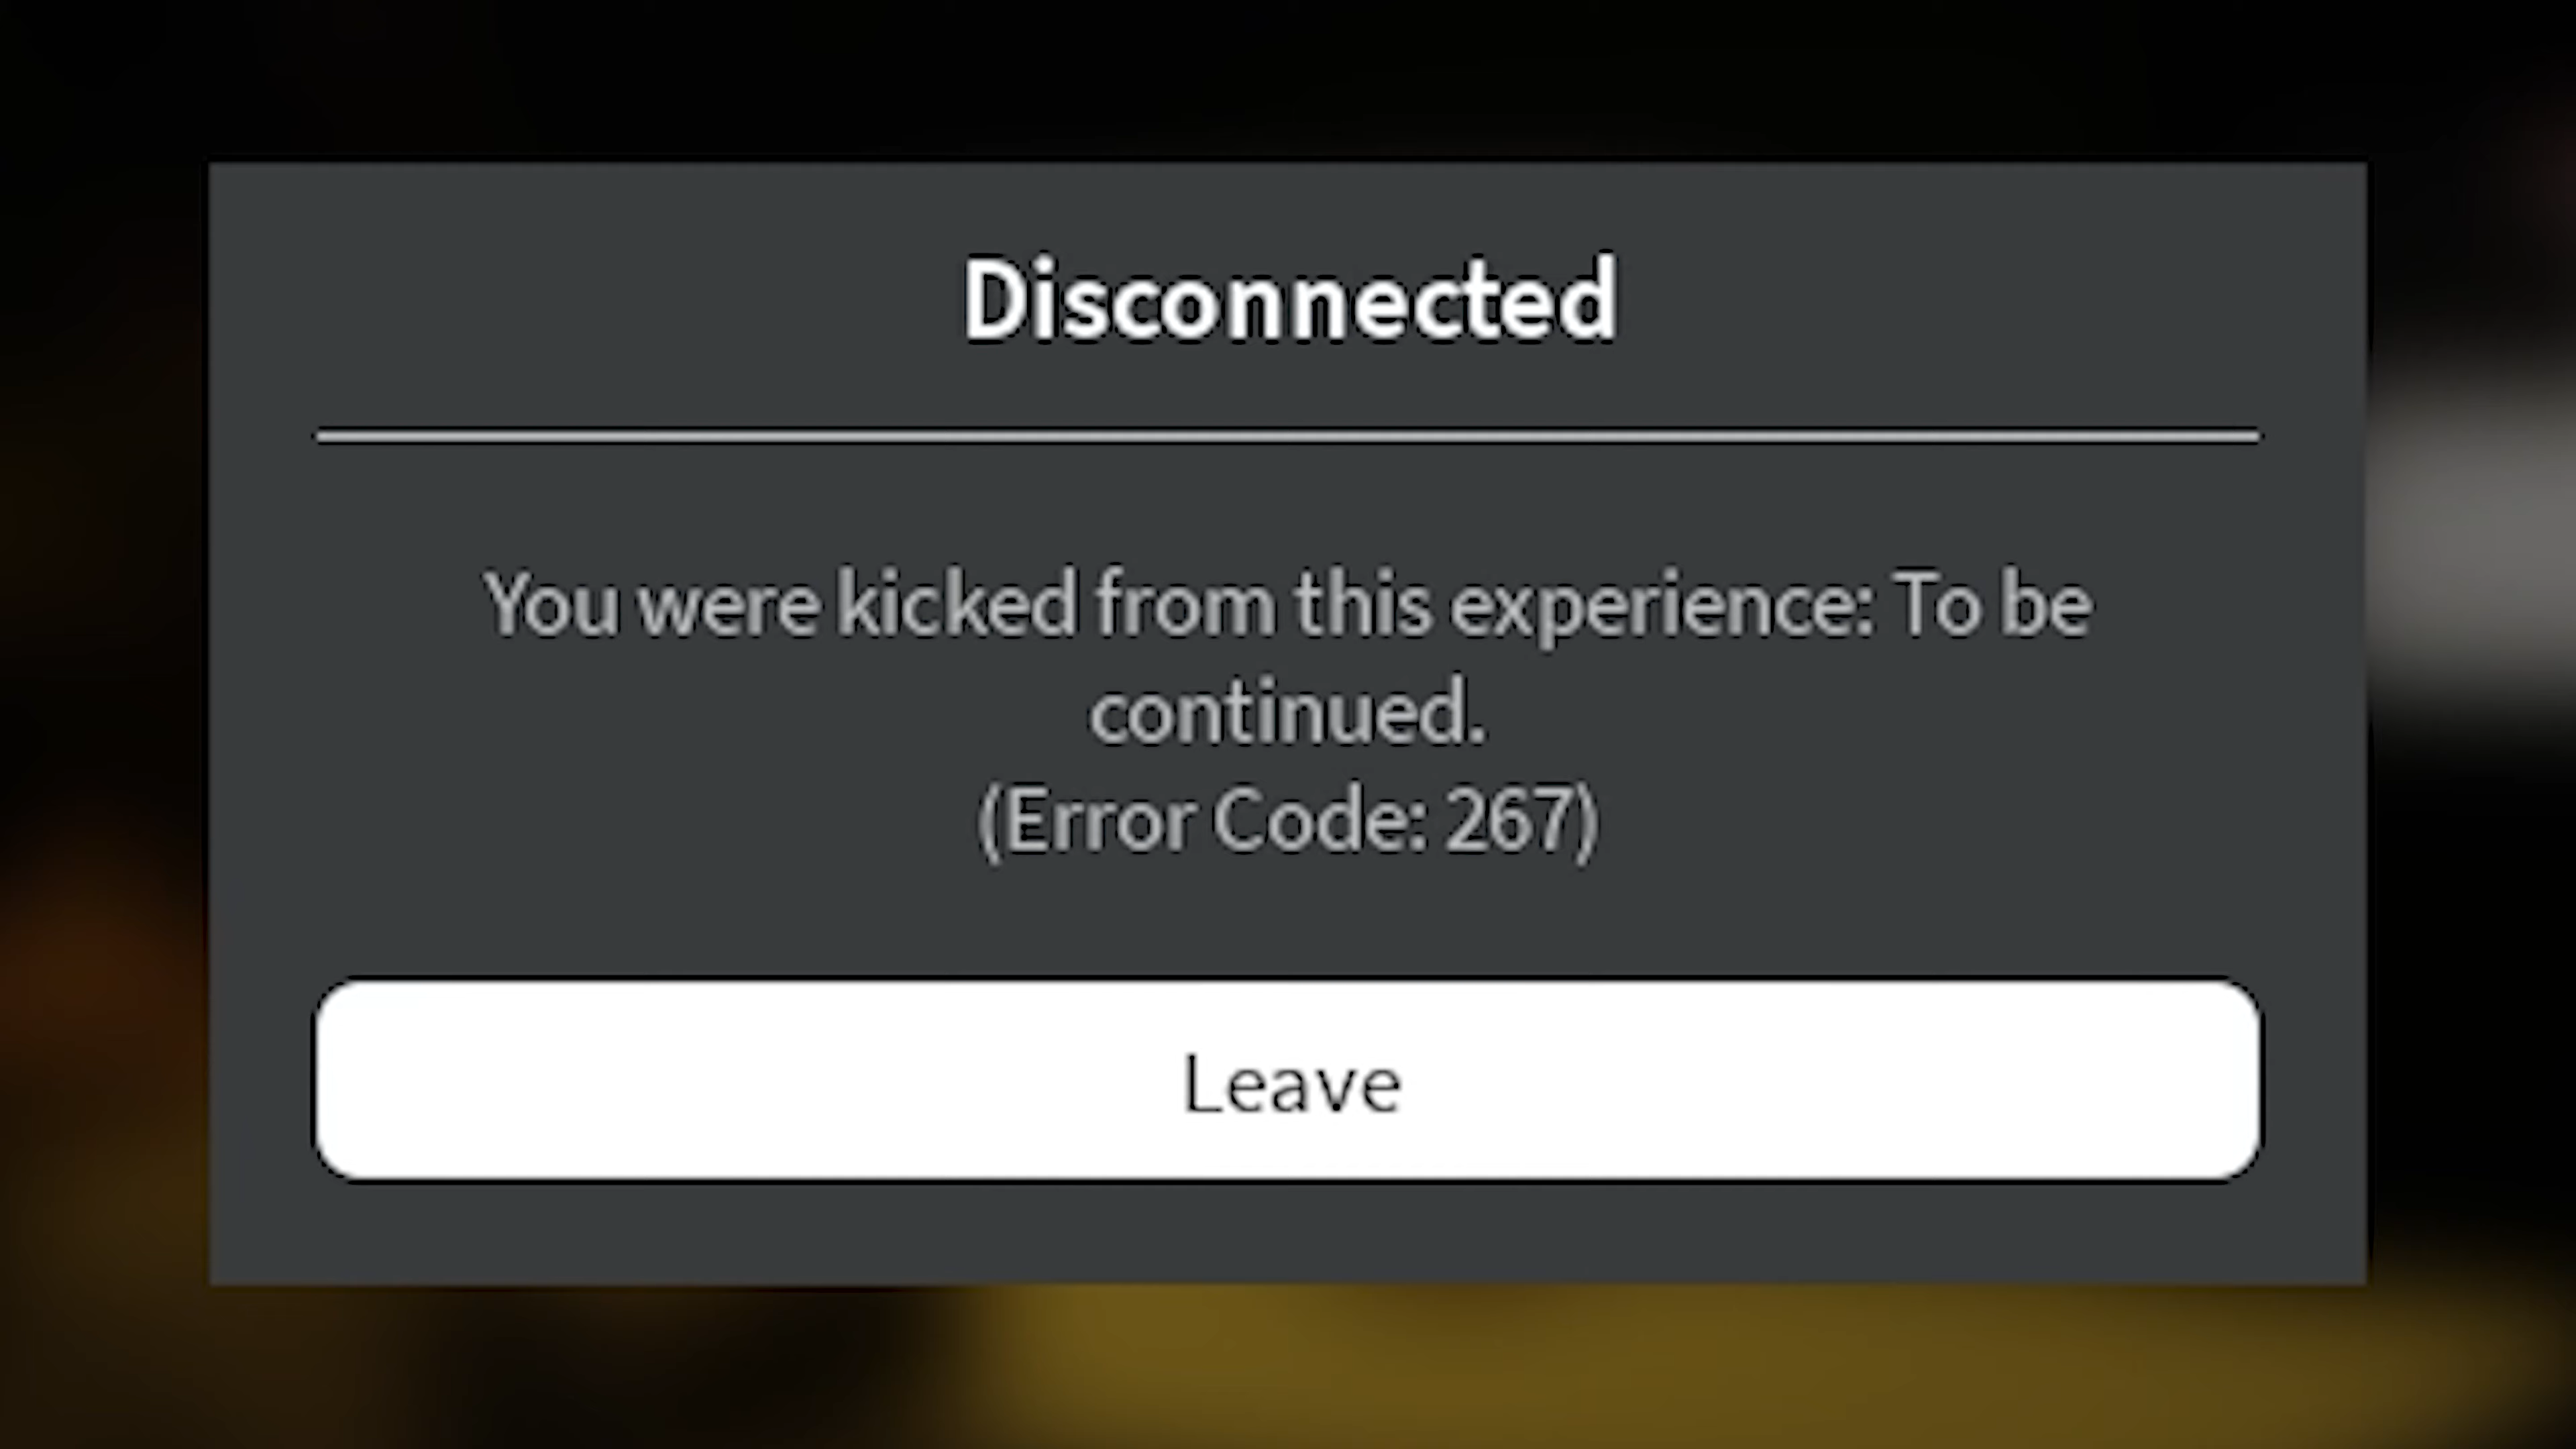 Disconnected
You were kicked from this experience: To be
continued.
(Error Code: 267)
Leave